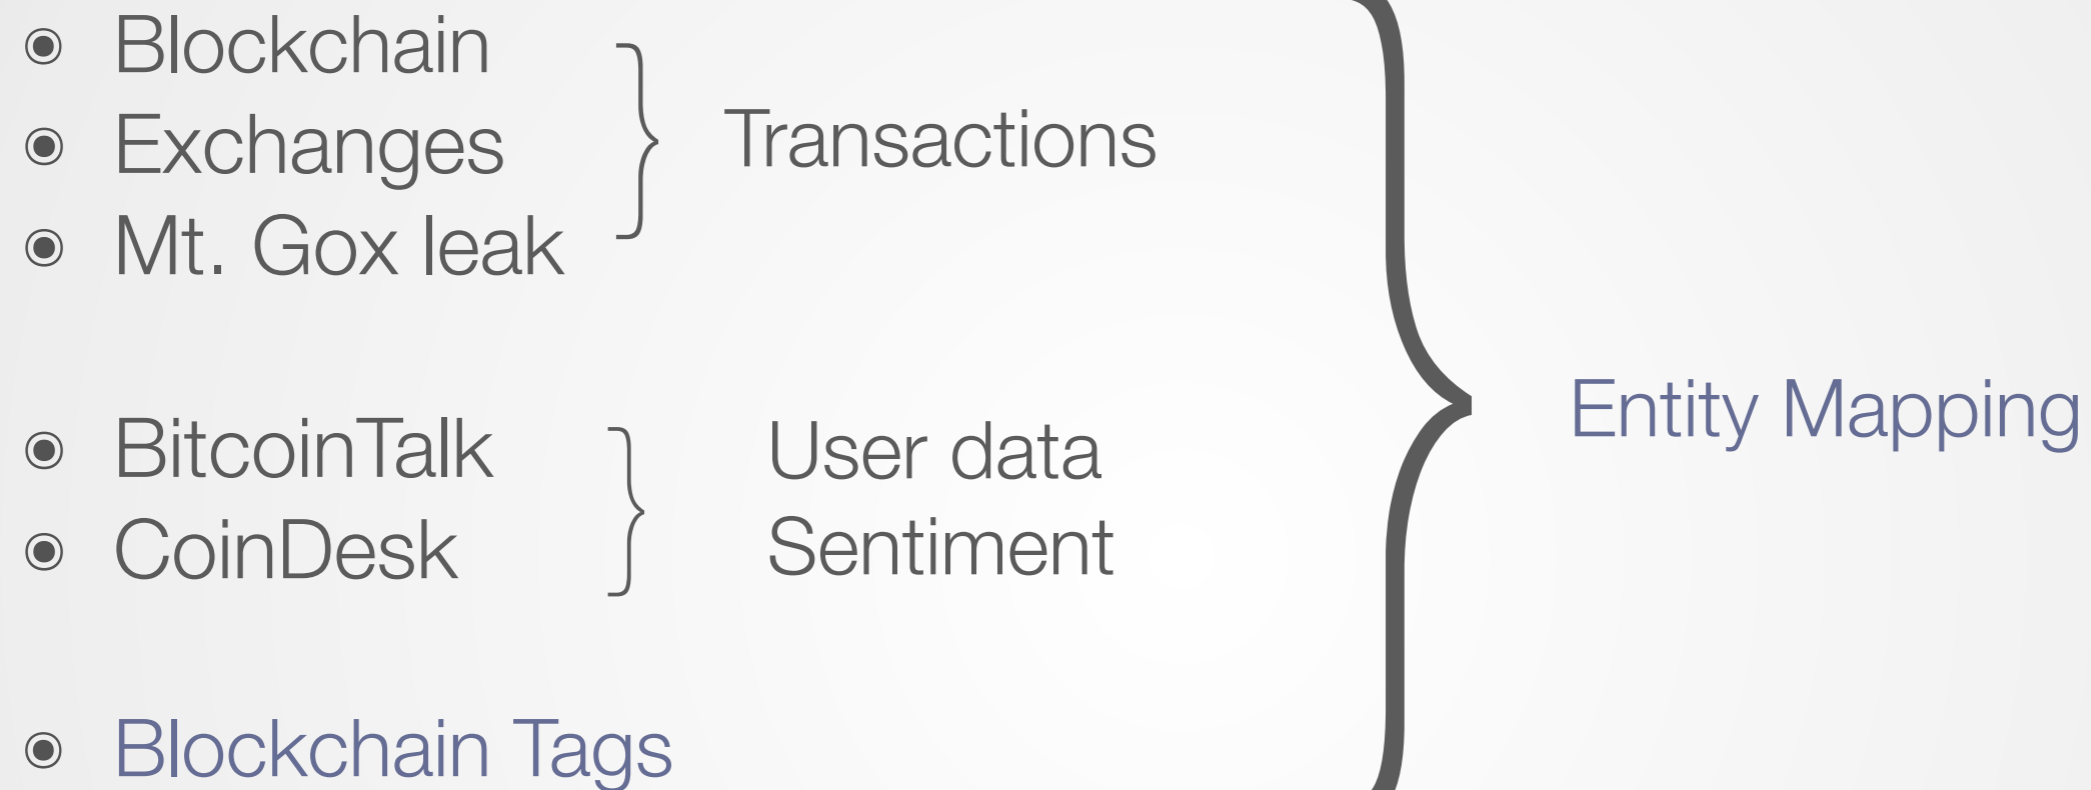 Blockchain
Exchanges
Mt. Gox leak
Transactions
BitcoinTalk
CoinDesk
User data
Sentiment
Blockchain Tags
Entity Mapping